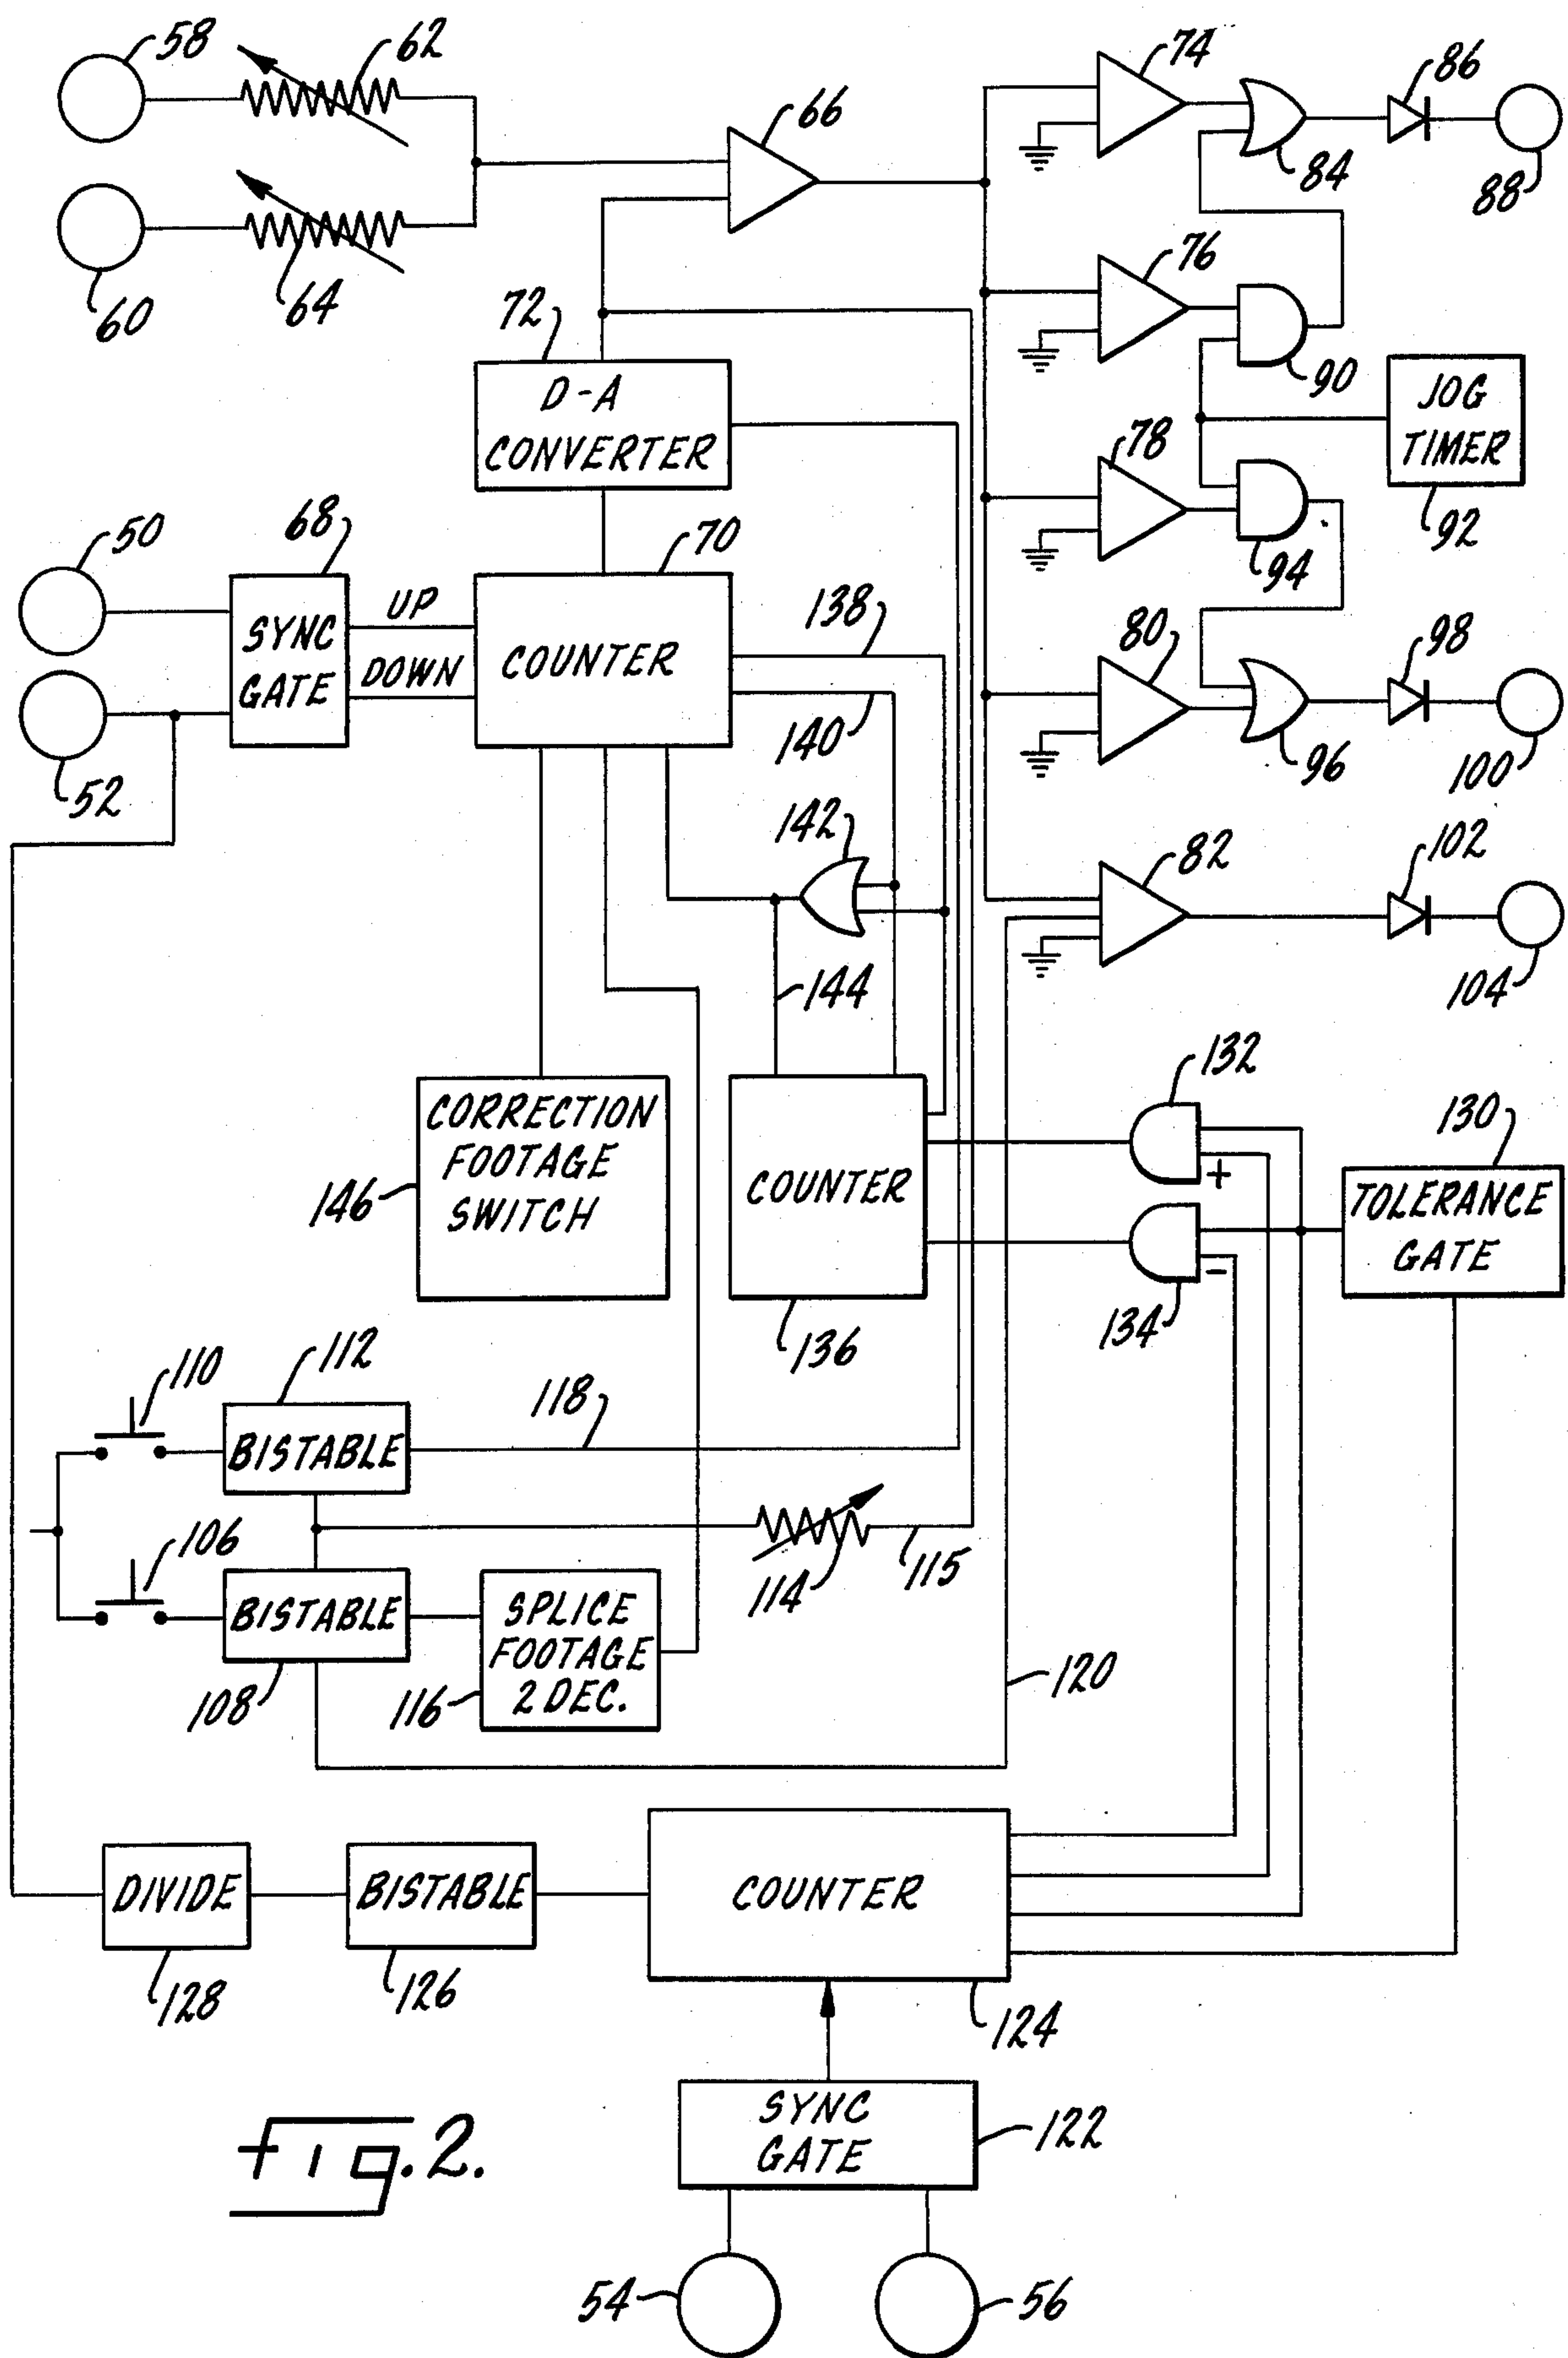 58
62
74
86
66
84
88
60
64
76
72
90
D-A
CONVERTER
JOG
TIMER
78
92
50
68
70
94
UP
138
80
98
SYNC
GATE
COUNTER
DOWN
140
96
100
52
142
82
102
144
104
132
130
CORRECTION
FOOTAGE
SWITCH
146
COUNTER
+
TOLERANCE
GATE
-
134
136
112
110
118
BISTABLE
106
114
115
BISTABLE
SPLICE
FOOTAGE
2 DEC.
108
116
120
DIVIDE
BISTABLE
COUNTER
128
126
124
SYNC
GATE
122
Fig. 2.
54
56